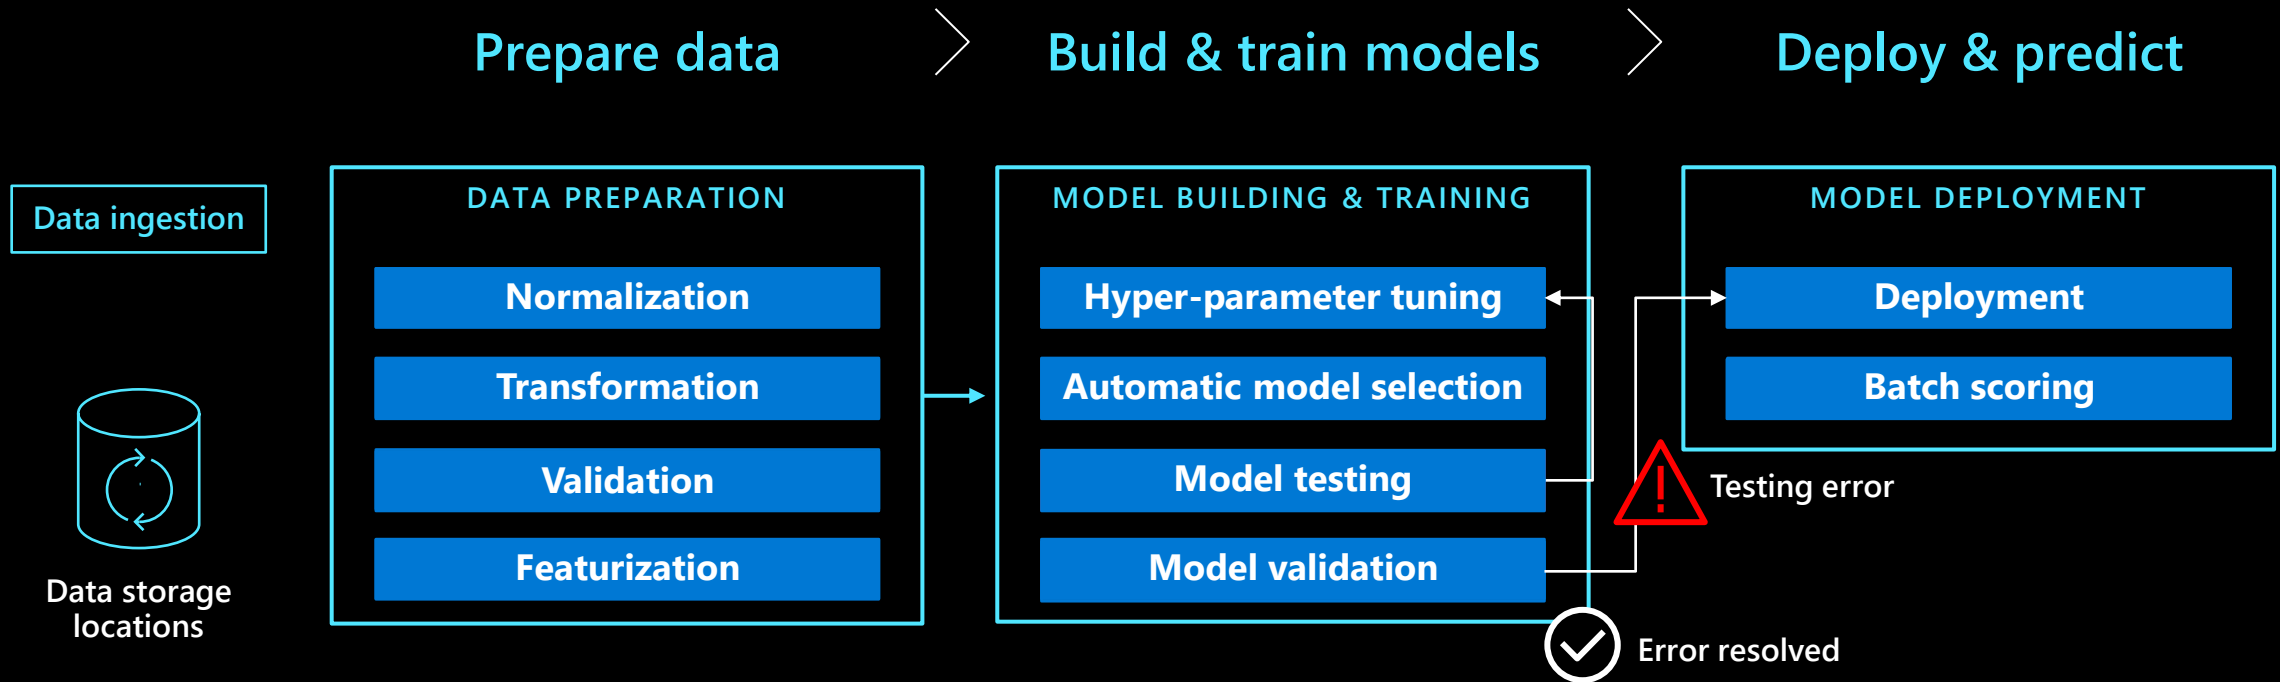 Prepare data
Build & train models
Deploy & predict
Data ingestion
Data storage
locations
DATA PREPARATION
Normalization
Transformation
Validation
Featurization
MODEL BUILDING & TRAINING
Hyper-parameter tuning
Automatic model selection
Model testing
Model validation
MODEL DEPLOYMENT
Deployment
Batch scoring
Testing error
Error resolved